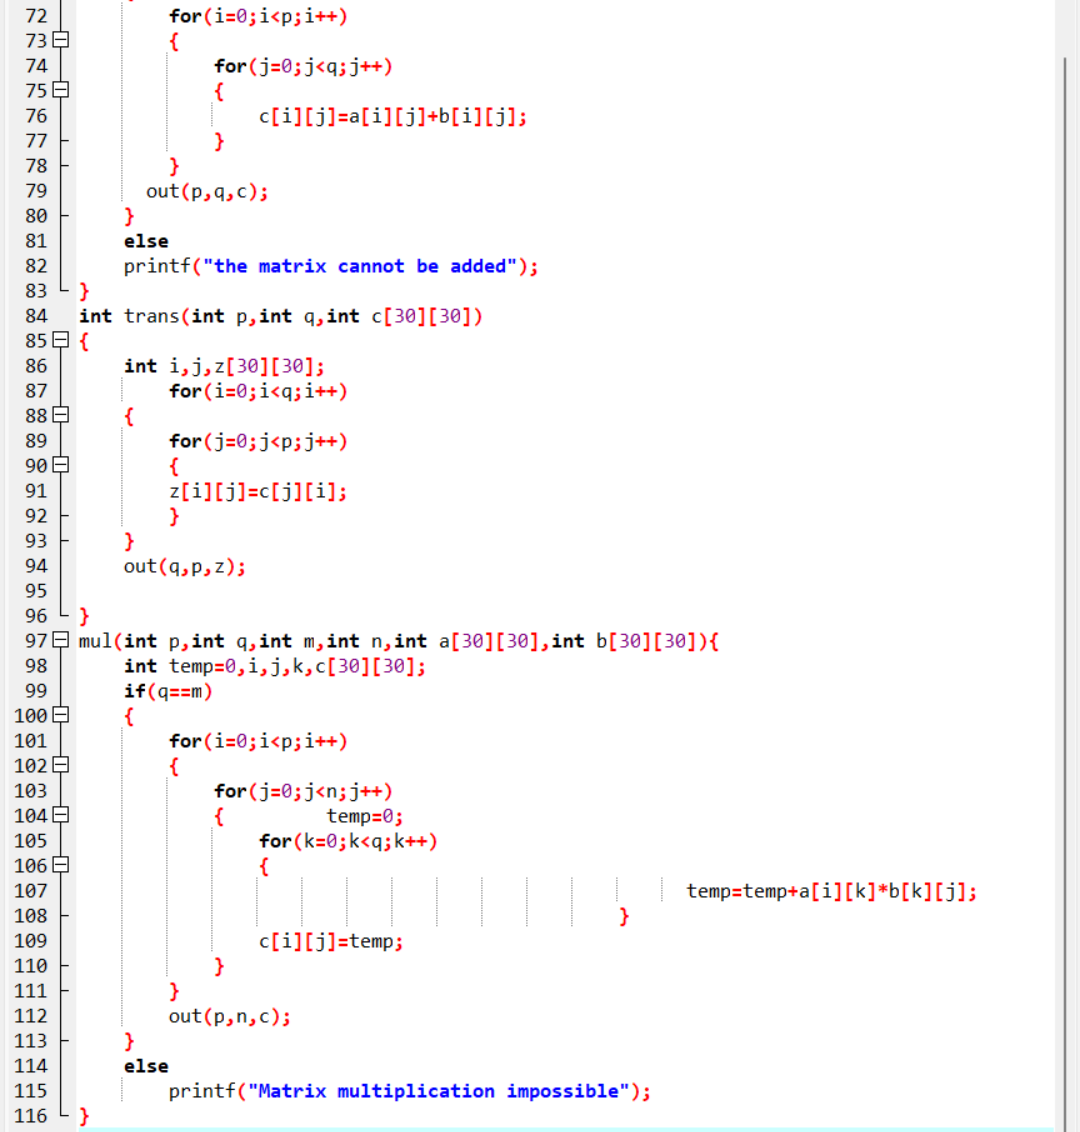 72 for(i=0;i<p;i++)
73 {
74 for(j=0;j<q;j++)
75 {
76 c[i][j]=a[i][j]+b[i][j];
77 }
78 }
79 out(p,q,c);
80 }
81 else
82 printf("the matrix cannot be added");
83 }
84 int trans(int p,int q,int c[30][30])
85 {
86 int i,j,z[30][30];
87 for(i=0;i<q;i++)
88 {
89 for(j=0;j<p;j++)
90 {
91 z[i][j]=c[j][i];
92 }
93 }
94 out(q,p,z);
95
96 }
97 mul(int p,int q,int m,int n,int a[30][30],int b[30][30]){
98 int temp=0,i,j,k,c[30][30];
99 if(q==m)
100 {
101 for(i=0;i<p;i++)
102 {
103 for(j=0;j<n;j++)
104 { temp=0;
105 for(k=0;k<q;k++)
106 {
107 temp=temp+a[i][k]*b[k][j];
108 }
109 c[i][j]=temp;
110 }
111 }
112 out(p,n,c);
113 }
114 else
115 printf("Matrix multiplication impossible");
116 }